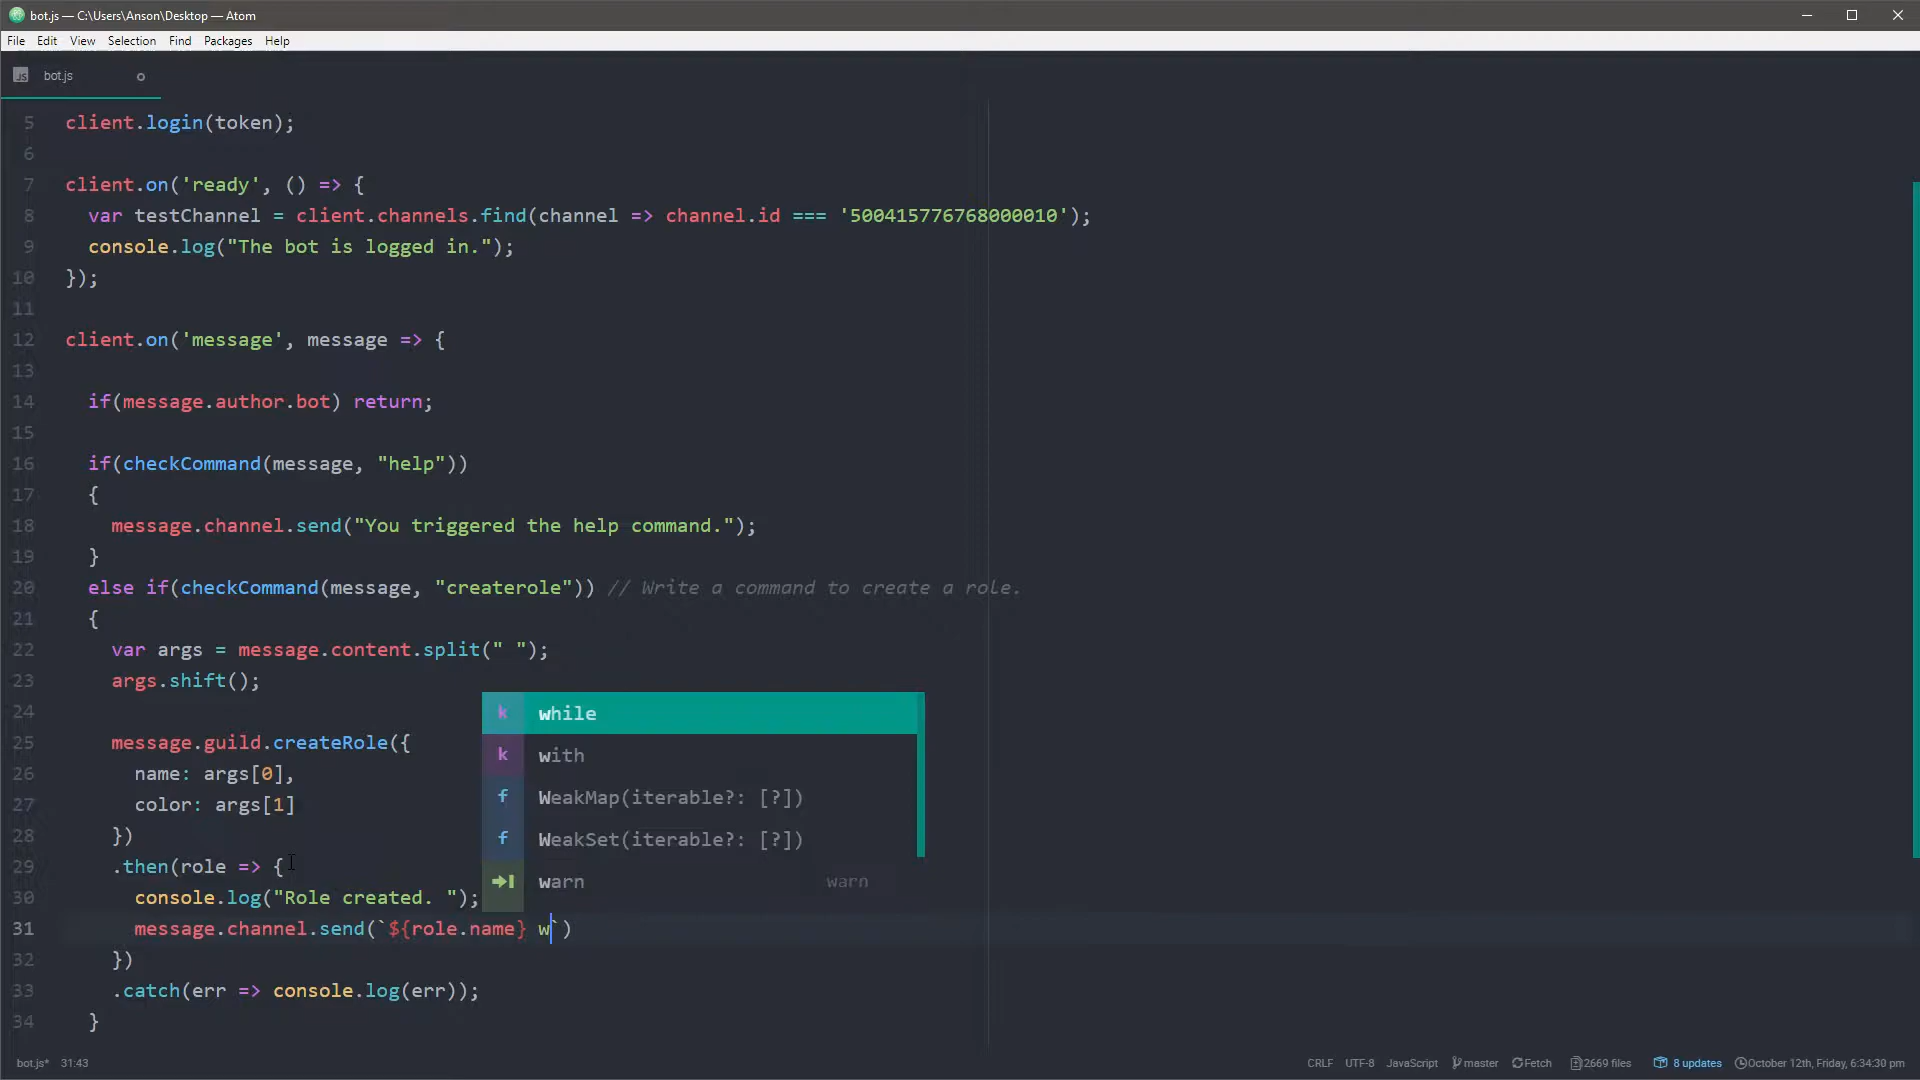 bot.js — C:\Users\Anson\Desktop — Atom
File Edit View Selection Find Packages Help
JS bot.js
5 client.login(token);
6
7 client.on('ready', () => {
8 var testChannel = client.channels.find(channel => channel.id === '500415776768000010');
9 console.log("The bot is logged in.");
10 });
11
12 client.on('message', message => {
13
14 if(message.author.bot) return;
15
16 if(checkCommand(message, "help"))
17 {
18 message.channel.send("You triggered the help command.");
19 }
20 else if(checkCommand(message, "createrole")) // Write a command to create a role.
21 {
22 var args = message.content.split(" ");
23 args.shift();
24
k while
25 message.guild.createRole({
k with
26 name: args[0],
f WeakMap(iterable?: [?])
27 color: args[1]
f WeakSet(iterable?: [?])
28 })
29 .then(role => {
warn warn
30 console.log("Role created. ");
31 message.channel.send(`${role.name} w`)
32 })
33 .catch(err => console.log(err));
34 }
bot.js* 31:43 CRLF UTF-8 JavaScript master Fetch 2669 files 8 updates October 12th, Friday, 6:34:30 pm